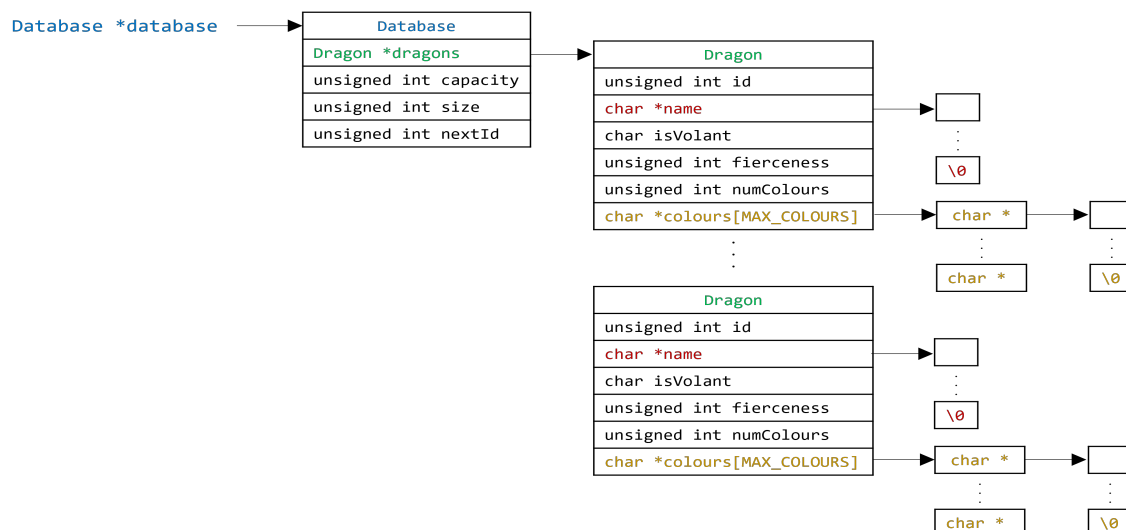 Database *database
Database
Dragon *dragons
unsigned int capacity
unsigned int size
unsigned int nextId
Dragon
unsigned int id
char *name
char isVolant
unsigned int fierceness
unsigned int numColours
char *colours[MAX_COLOURS]
\0
char *
char *
\0
Dragon
unsigned int id
char *name
char isVolant
unsigned int fierceness
unsigned int numColours
char *colours[MAX_COLOURS]
\0
char *
char *
\0